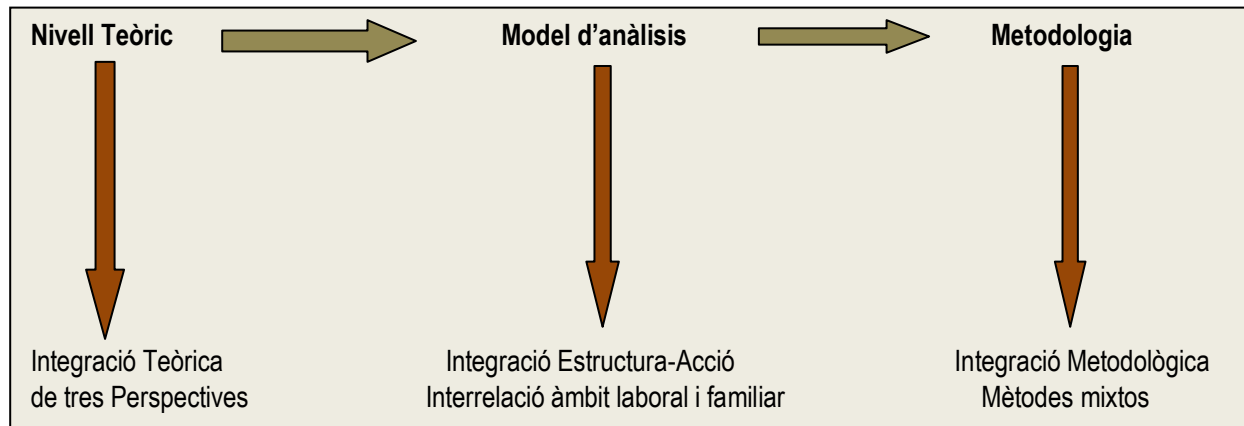 Nivell Teòric
Model d'anàlisis
Metodologia
Integració Teòrica
de tres Perspectives
Integració Estructura-Acció
Interrelació àmbit laboral i familiar
Integració Metodològica
Mètodes mixtos